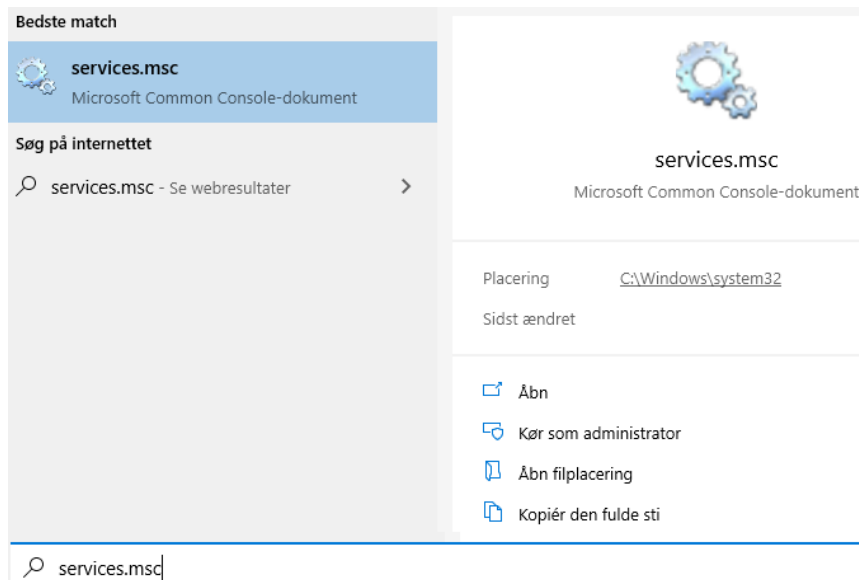 Bedste match
services.msc
Microsoft Common Console-dokument
Søg på internettet
services.msc - Se webresultater
services.msc
Microsoft Common Console-dokument
Placering C:\Windows\system32
Sidst ændret
Åbn
Kør som administrator
Åbn filplacering
Kopiér den fulde sti
services.msc